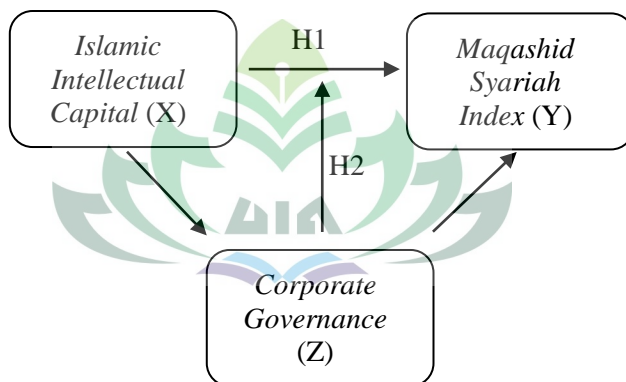 Islamic
Intellectual
Capital (X)
H1
Maqashid
Syariah
Index (Y)
H2
Corporate
Governance
(Z)